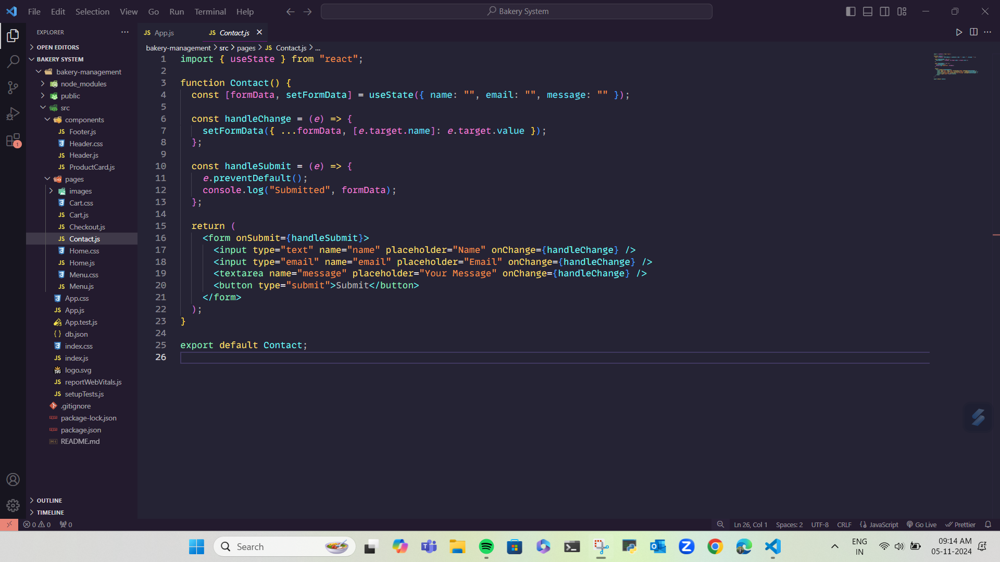 File Edit Selection View Go Run Terminal Help
Bakery System
EXPLORER
OPEN EDITORS
BAKERY SYSTEM
bakery-management
node_modules
public
src
components
Footer.js
Header.css
Header.js
ProductCard.js
pages
images
Cart.css
Cart.js
Checkout.js
Contact.js
Home.css
Home.js
Menu.css
Menu.js
App.css
App.js
App.test.js
db.json
index.css
index.js
logo.svg
reportWebVitals.js
setupTests.js
.gitignore
package-lock.json
package.json
README.md
OUTLINE
TIMELINE
JS App.js
JS Contact.js
bakery-management > src > pages > JS Contact.js > ...
1 import { useState } from "react";
2
3 function Contact() {
4 const [formData, setFormData] = useState({ name: "", email: "", message: "" });
5
6 const handleChange = (e) => {
7 setFormData({ ...formData, [e.target.name]: e.target.value });
8 };
9
10 const handleSubmit = (e) => {
11 e.preventDefault();
12 console.log("Submitted", formData);
13 };
14
15 return (
16 <form onSubmit={handleSubmit}>
17 <input type="text" name="name" placeholder="Name" onChange={handleChange} />
18 <input type="email" name="email" placeholder="Email" onChange={handleChange} />
19 <textarea name="message" placeholder="Your Message" onChange={handleChange} />
20 <button type="submit">Submit</button>
21 </form>
22 );
23 }
24
25 export default Contact;
26
0 0 0
Ln 26, Col 1 Spaces: 2 UTF-8 CRLF {} JavaScript Go Live Prettier
Search
ENG
IN
09:14 AM
05-11-2024